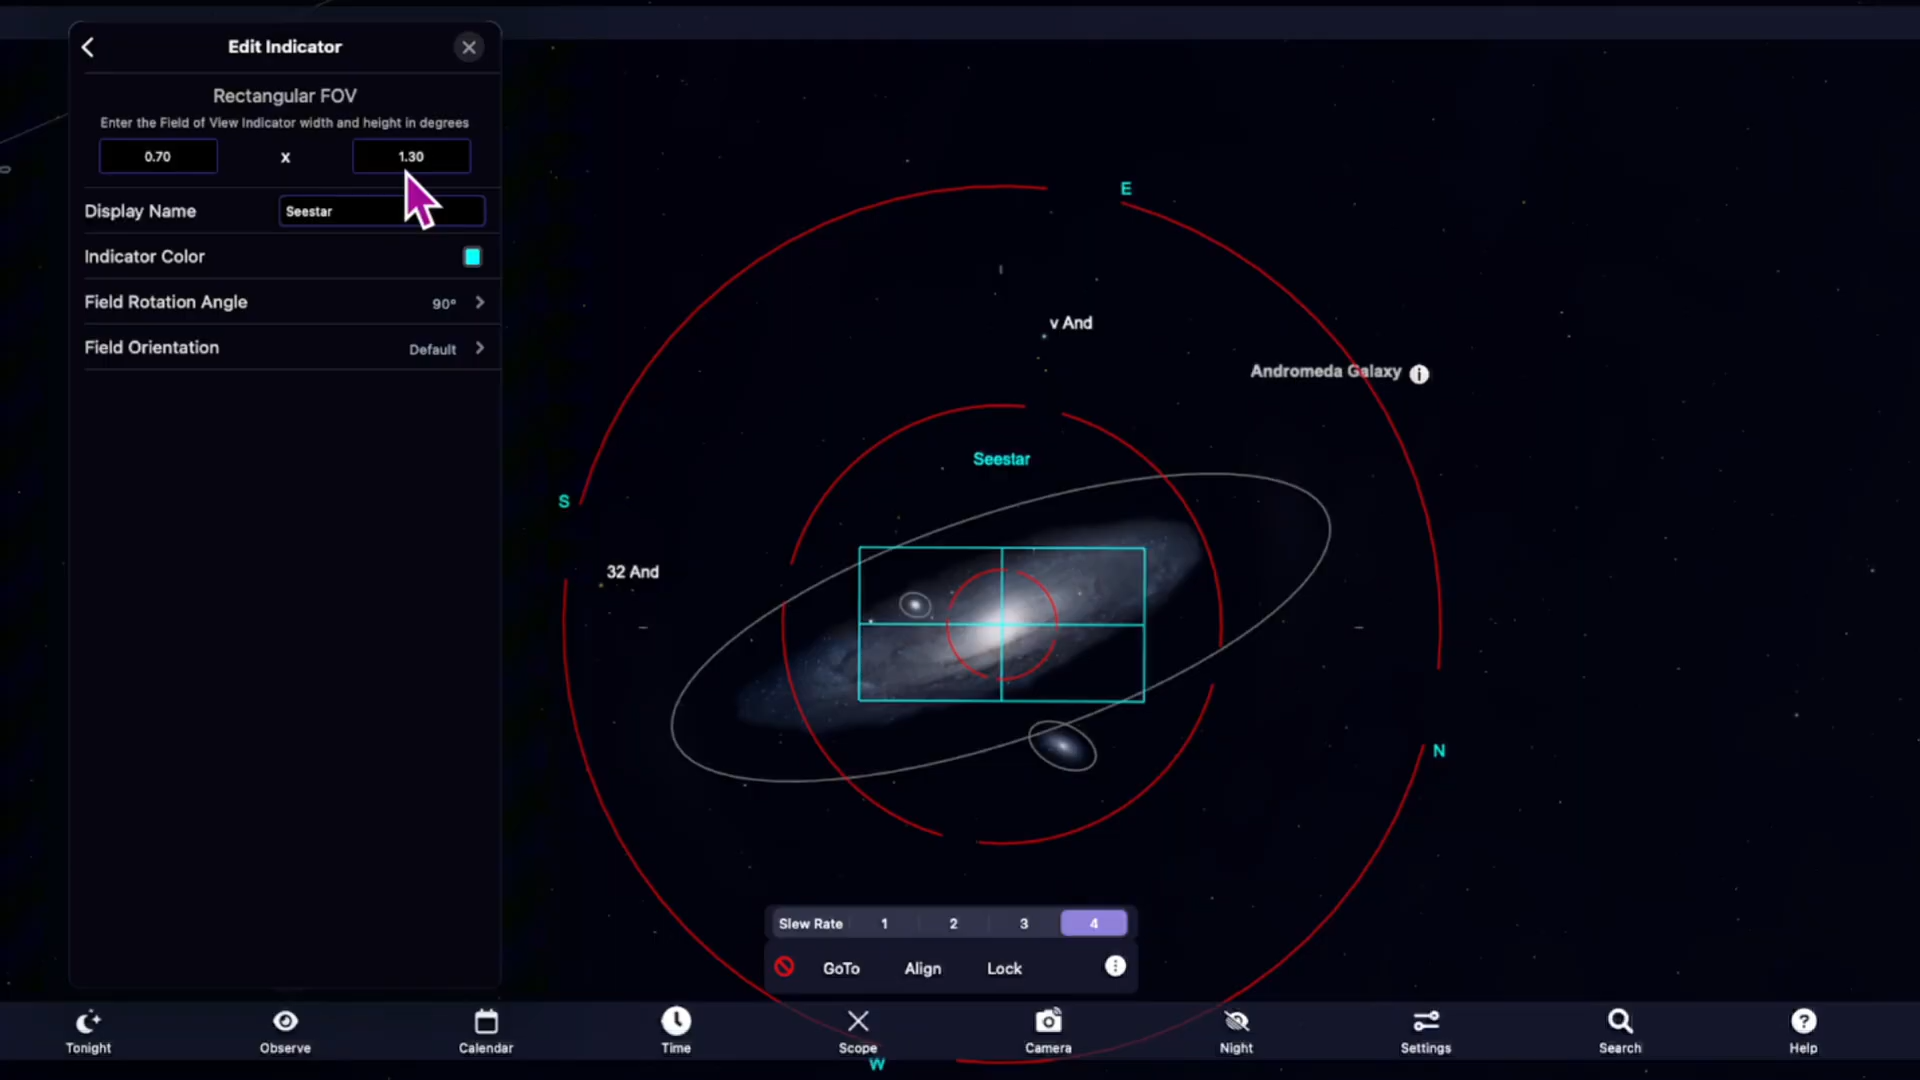 Edit Indicator
Rectangular FOV
Enter the Field of View Indicator width and height in degrees
0.70 x 1.30
Display Name Seestar
Indicator Color
Field Rotation Angle 90°
Field Orientation Default
E
ν And
Andromeda Galaxy i
Seestar
S
32 And
N
Slew Rate 1 2 3 4
GoTo Align Lock
Tonight Observe Calendar Time Scope Camera Night Settings Search Help
W